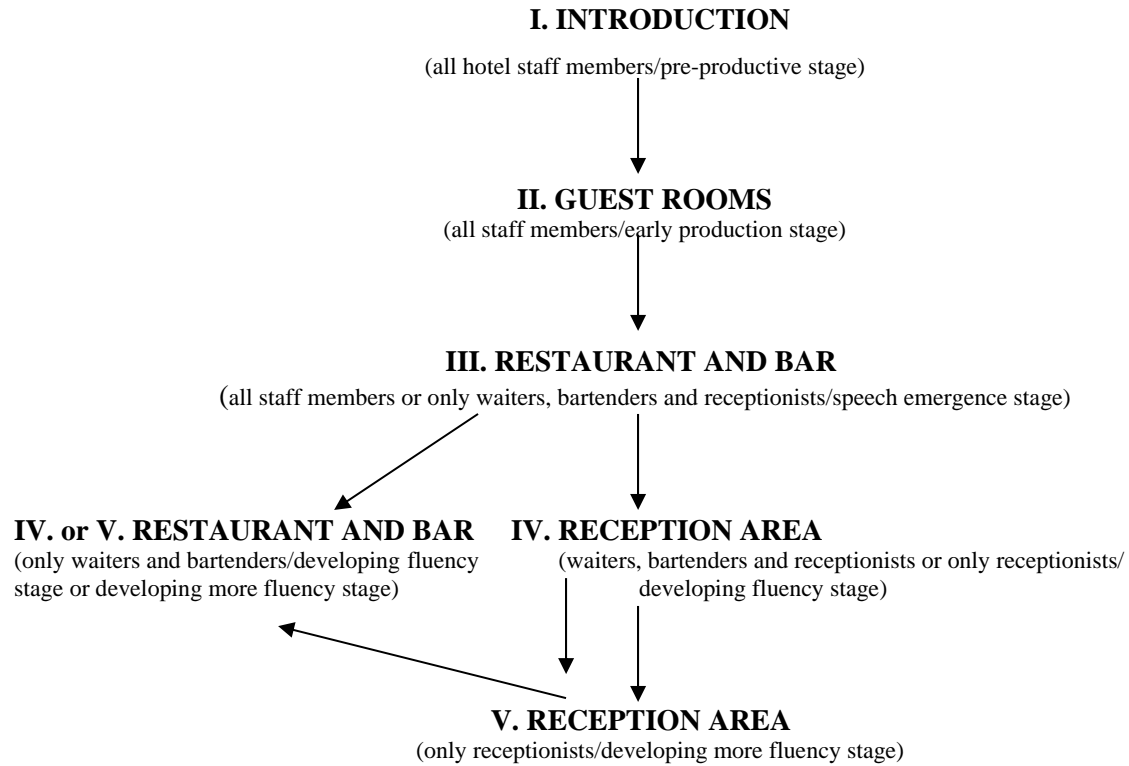 I. INTRODUCTION
(all hotel staff members/pre-productive stage)
II. GUEST ROOMS
(all staff members/early production stage)
III. RESTAURANT AND BAR
(all staff members or only waiters, bartenders and receptionists/speech emergence stage)
IV. or V. RESTAURANT AND BAR
(only waiters and bartenders/developing fluency
stage or developing more fluency stage)
IV. RECEPTION AREA
(waiters, bartenders and receptionists or only receptionists/
developing fluency stage)
V. RECEPTION AREA
(only receptionists/developing more fluency stage)